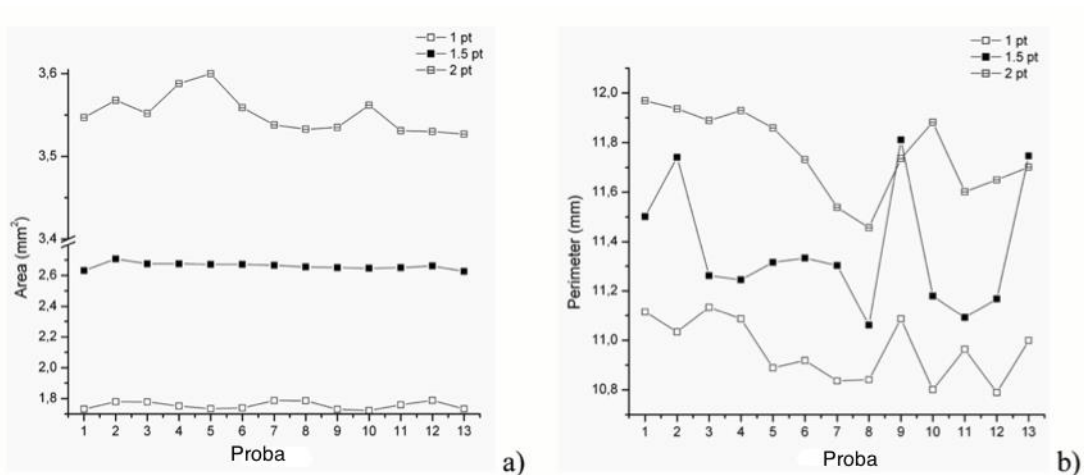 1 pt
1.5 pt
2 pt
3,6
3,5
3,4
2,6
2,4
2,2
2,0
1,8
Area (mm²)
1 2 3 4 5 6 7 8 9 10 11 12 13
Proba
a)
1 pt
1.5 pt
2 pt
12,0
11,8
11,6
11,4
11,2
11,0
10,8
Perimeter (mm)
1 2 3 4 5 6 7 8 9 10 11 12 13
Proba
b)